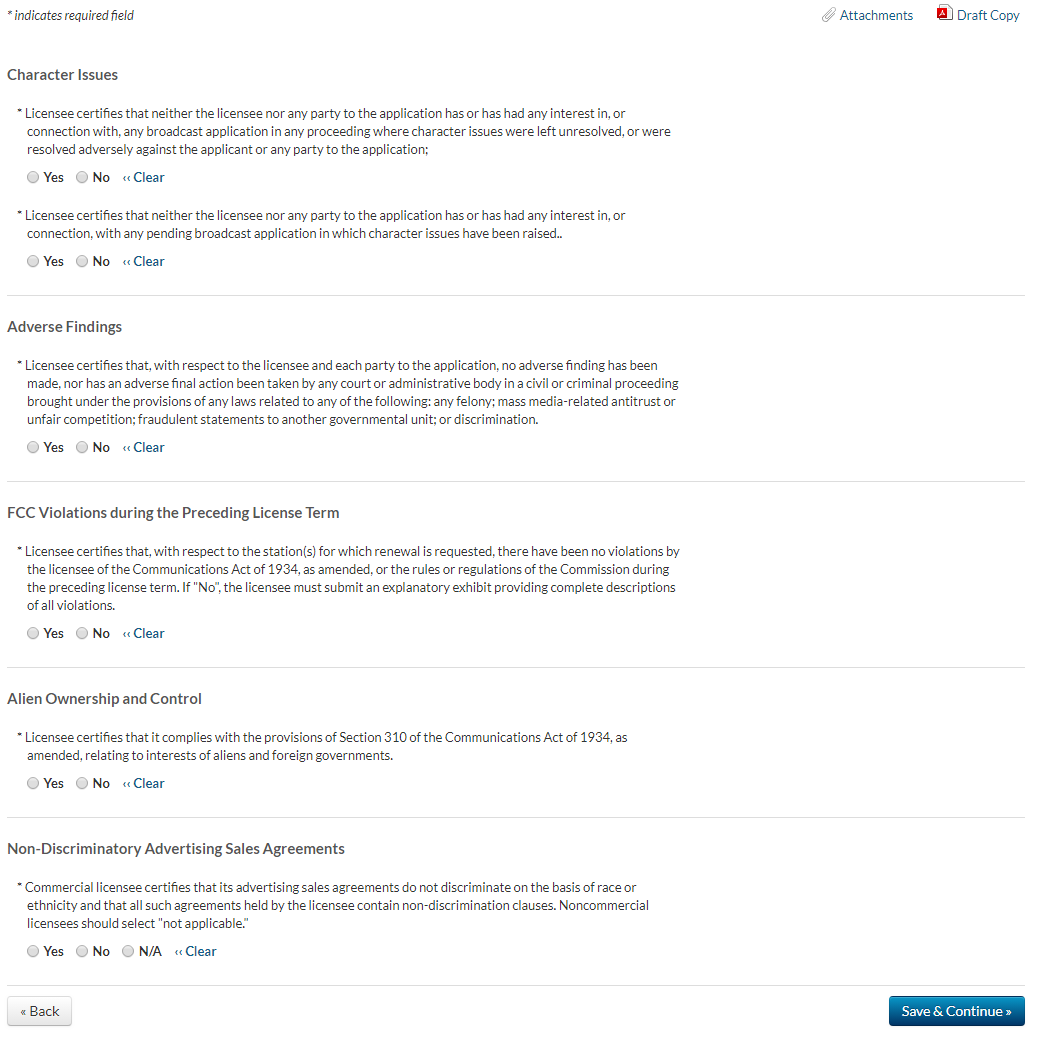 * indicates required field
Attachments Draft Copy
Character Issues
* Licensee certifies that neither the licensee nor any party to the application has or has had any interest in, or
connection with, any broadcast application in any proceeding where character issues were left unresolved, or were
resolved adversely against the applicant or any party to the application;
Yes No ‹‹ Clear
* Licensee certifies that neither the licensee nor any party to the application has or has had any interest in, or
connection, with any pending broadcast application in which character issues have been raised..
Yes No ‹‹ Clear
Adverse Findings
* Licensee certifies that, with respect to the licensee and each party to the application, no adverse finding has been
made, nor has an adverse final action been taken by any court or administrative body in a civil or criminal proceeding
brought under the provisions of any laws related to any of the following: any felony; mass media-related antitrust or
unfair competition; fraudulent statements to another governmental unit; or discrimination.
Yes No ‹‹ Clear
FCC Violations during the Preceding License Term
* Licensee certifies that, with respect to the station(s) for which renewal is requested, there have been no violations by
the licensee of the Communications Act of 1934, as amended, or the rules or regulations of the Commission during
the preceding license term. If "No", the licensee must submit an explanatory exhibit providing complete descriptions
of all violations.
Yes No ‹‹ Clear
Alien Ownership and Control
* Licensee certifies that it complies with the provisions of Section 310 of the Communications Act of 1934, as
amended, relating to interests of aliens and foreign governments.
Yes No ‹‹ Clear
Non-Discriminatory Advertising Sales Agreements
* Commercial licensee certifies that its advertising sales agreements do not discriminate on the basis of race or
ethnicity and that all such agreements held by the licensee contain non-discrimination clauses. Noncommercial
licensees should select "not applicable."
Yes No N/A ‹‹ Clear
« Back Save & Continue »